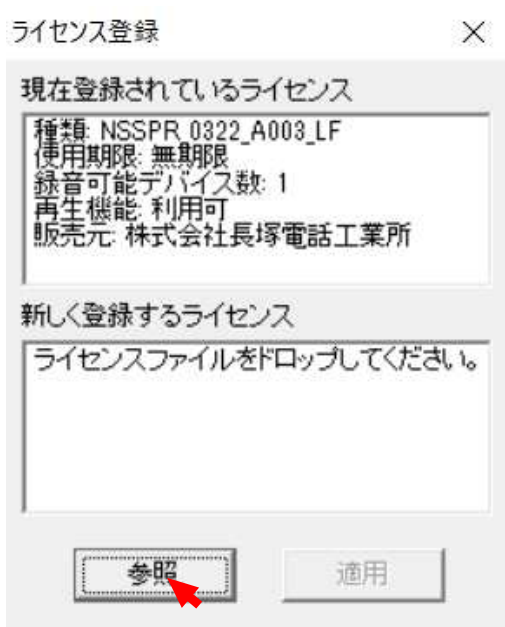 ライセンス登録
現在登録されているライセンス
種類: NSSPR_0322_A003_LF
使用期限: 無期限
録音可能デバイス数: 1
再生機能: 利用可
販売元: 株式会社長塚電話工業所
新しく登録するライセンス
ライセンスファイルをドロップしてください。
参照
適用